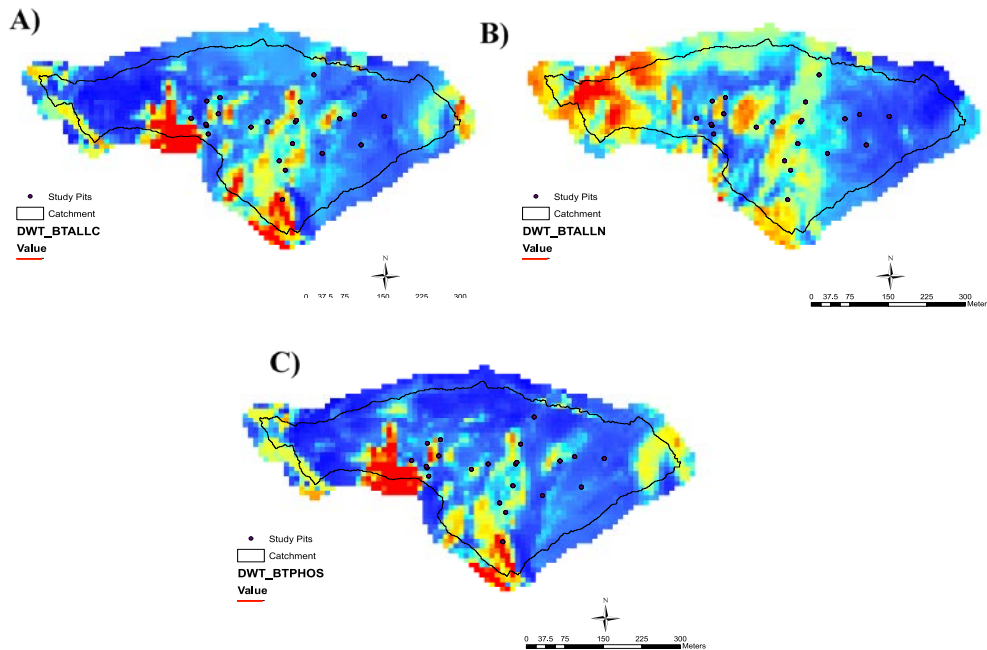 A)
B)
Study Pits
Catchment
DWT_BTALLC
Value
N
0 37.5 75 150 225 300
Study Pits
Catchment
DWT_BTALLN
Value
N
0 37.5 75 150 225 300
Meter
C)
Study Pits
Catchment
DWT_BTPHOS
Value
N
0 37.5 75 150 225 300
Meters